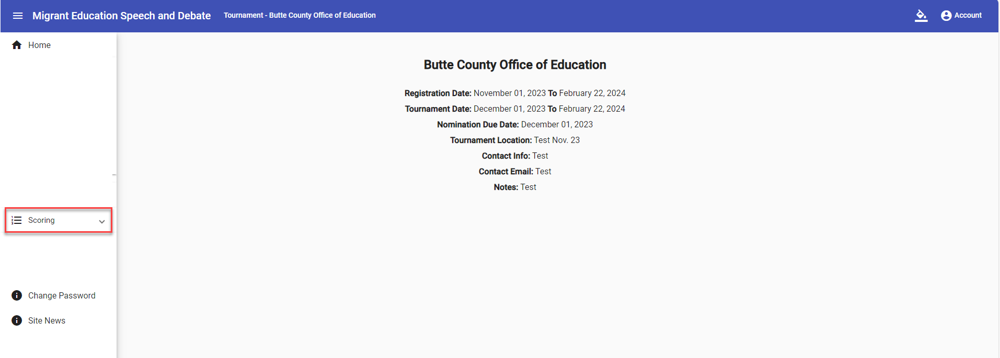 Migrant Education Speech and Debate
Tournament - Butte County Office of Education
Account
Home
Scoring
Change Password
Site News
Butte County Office of Education
Registration Date: November 01, 2023 To February 22, 2024
Tournament Date: December 01, 2023 To February 22, 2024
Nomination Due Date: December 01, 2023
Tournament Location: Test Nov. 23
Contact Info: Test
Contact Email: Test
Notes: Test